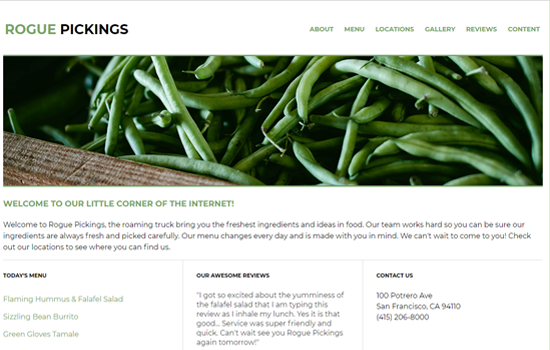 ROGUE PICKINGS
ABOUT MENU LOCATIONS GALLERY REVIEWS CONTENT
WELCOME TO OUR LITTLE CORNER OF THE INTERNET!
Welcome to Rogue Pickings, the roaming truck bring you the freshest ingredients and ideas in food. Our team works hard so you can be sure our
ingredients are always fresh and picked carefully. Our menu changes every day and is made with you in mind. We can't wait to come to you! Check
out our locations to see where you can find us.
TODAY'S MENU
Flaming Hummus & Falafel Salad
Sizzling Bean Burrito
Green Gloves Tamale
OUR AWESOME REVIEWS
"I got so excited about the yumminess of
the falafel salad that I am typing this
review as I inhale my lunch. Yes it is that
good... Service was super friendly and
quick. Can't wait see you Rogue Pickings
again tomorrow!"
CONTACT US
100 Potrero Ave
San Francisco, CA 94110
(415) 206-8000